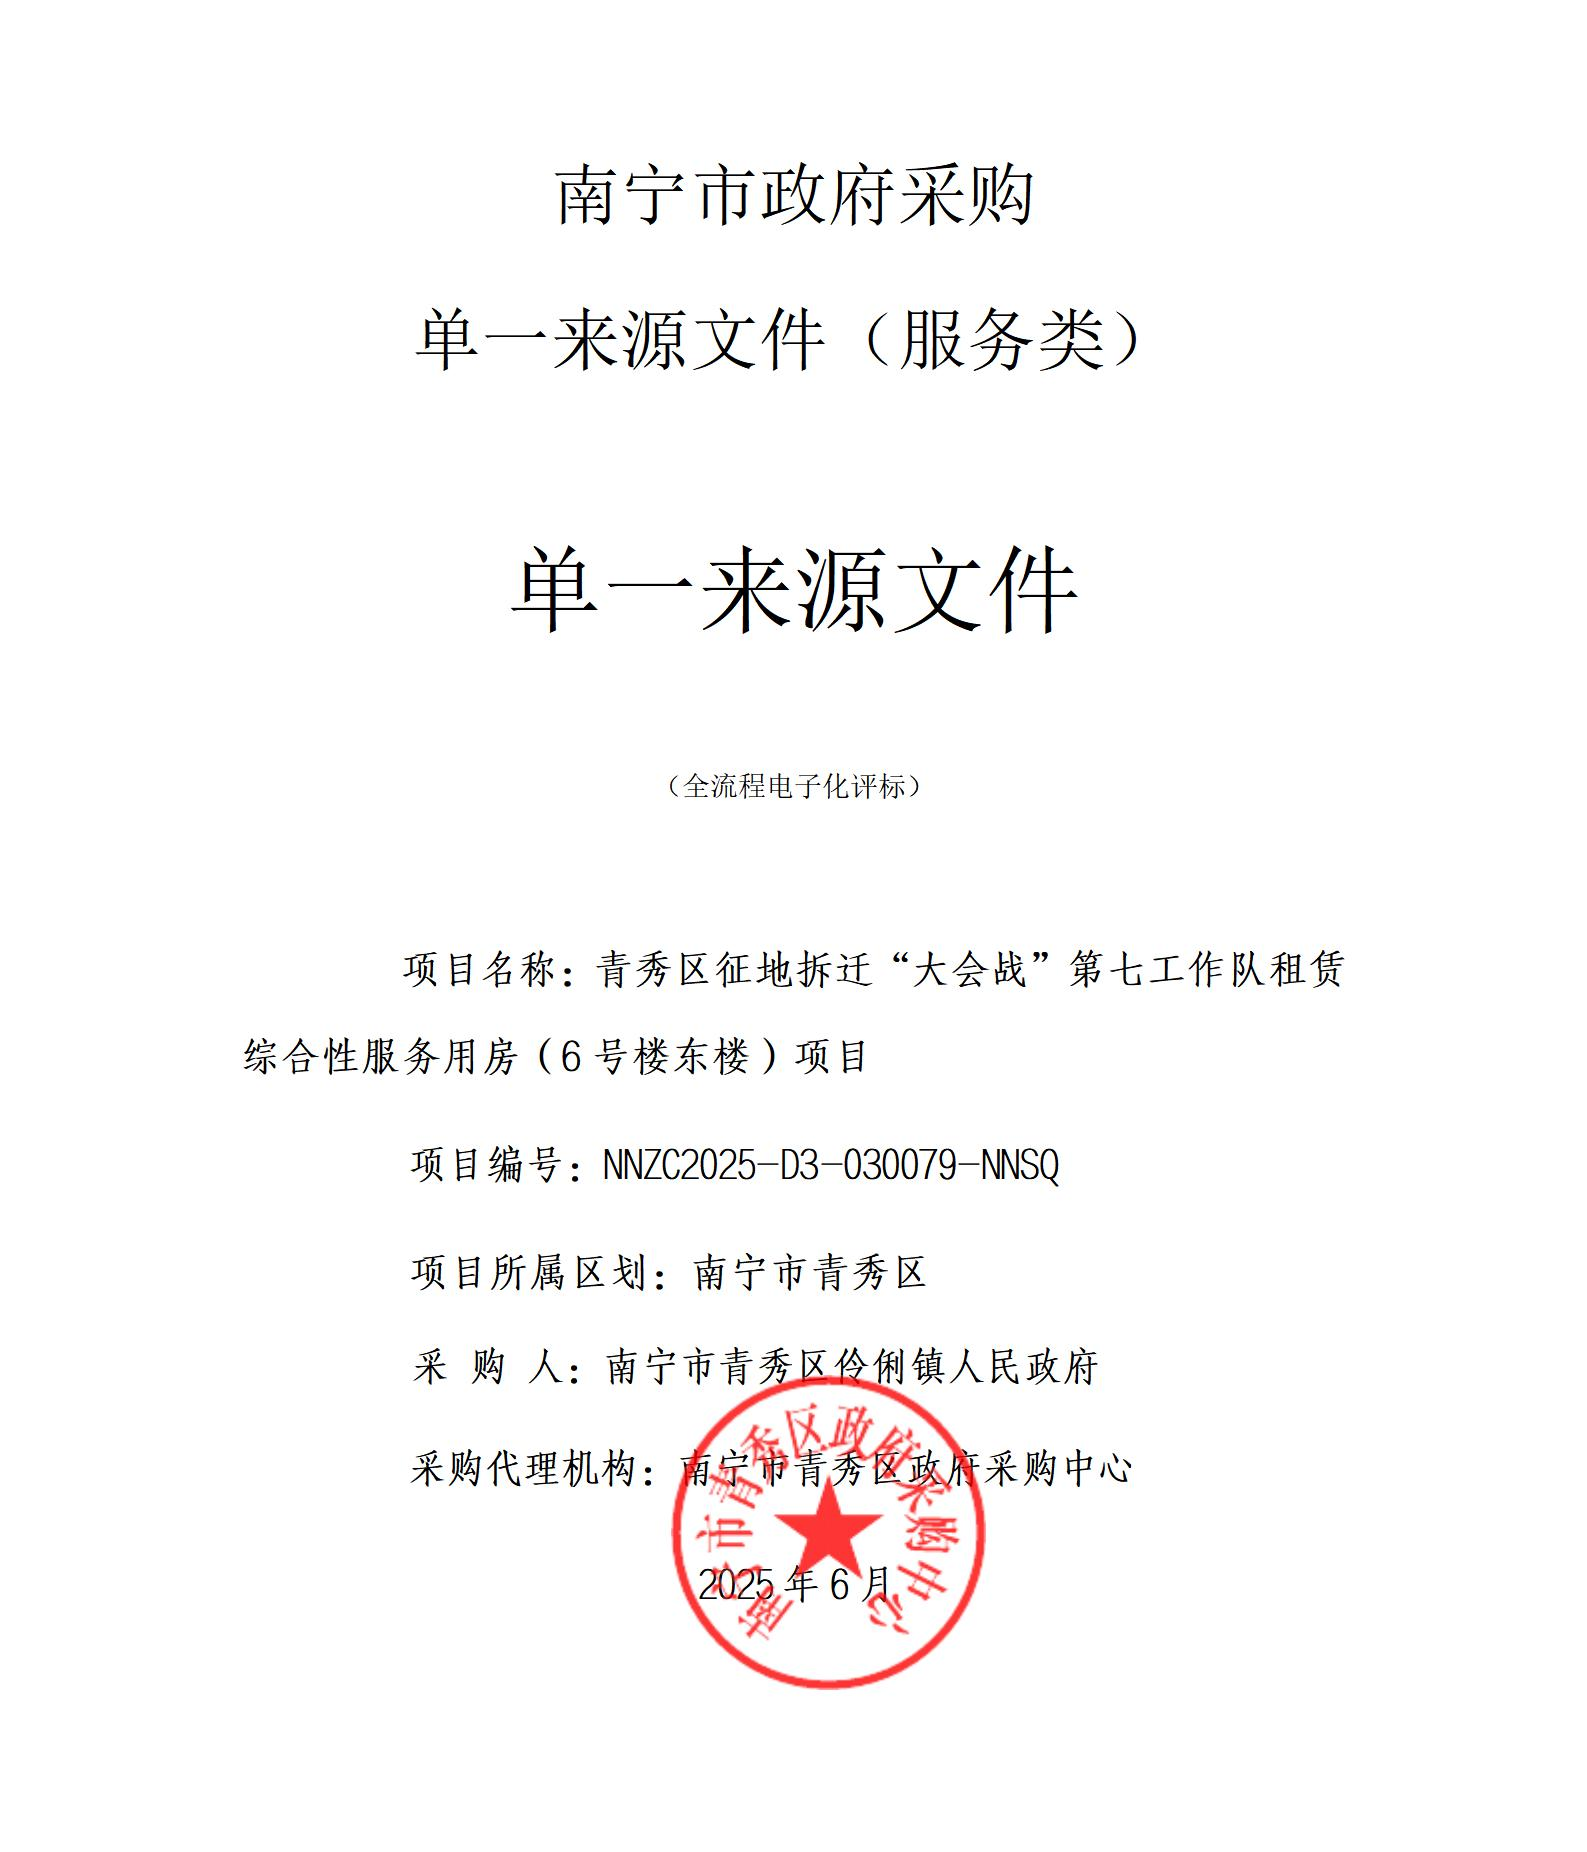 南宁市政府采购
单一来源文件（服务类）
单一来源文件
（全流程电子化评标）
项目名称：青秀区征地拆迁“大会战”第七工作队租赁
综合性服务用房（6号楼东楼）项目
项目编号：NNZC2025-D3-030079-NNSQ
项目所属区划：南宁市青秀区
采 购 人：南宁市青秀区伶俐镇人民政府
采购代理机构：南宁市青秀区政府采购中心
2025年6月
南宁市青秀区政府采购中心